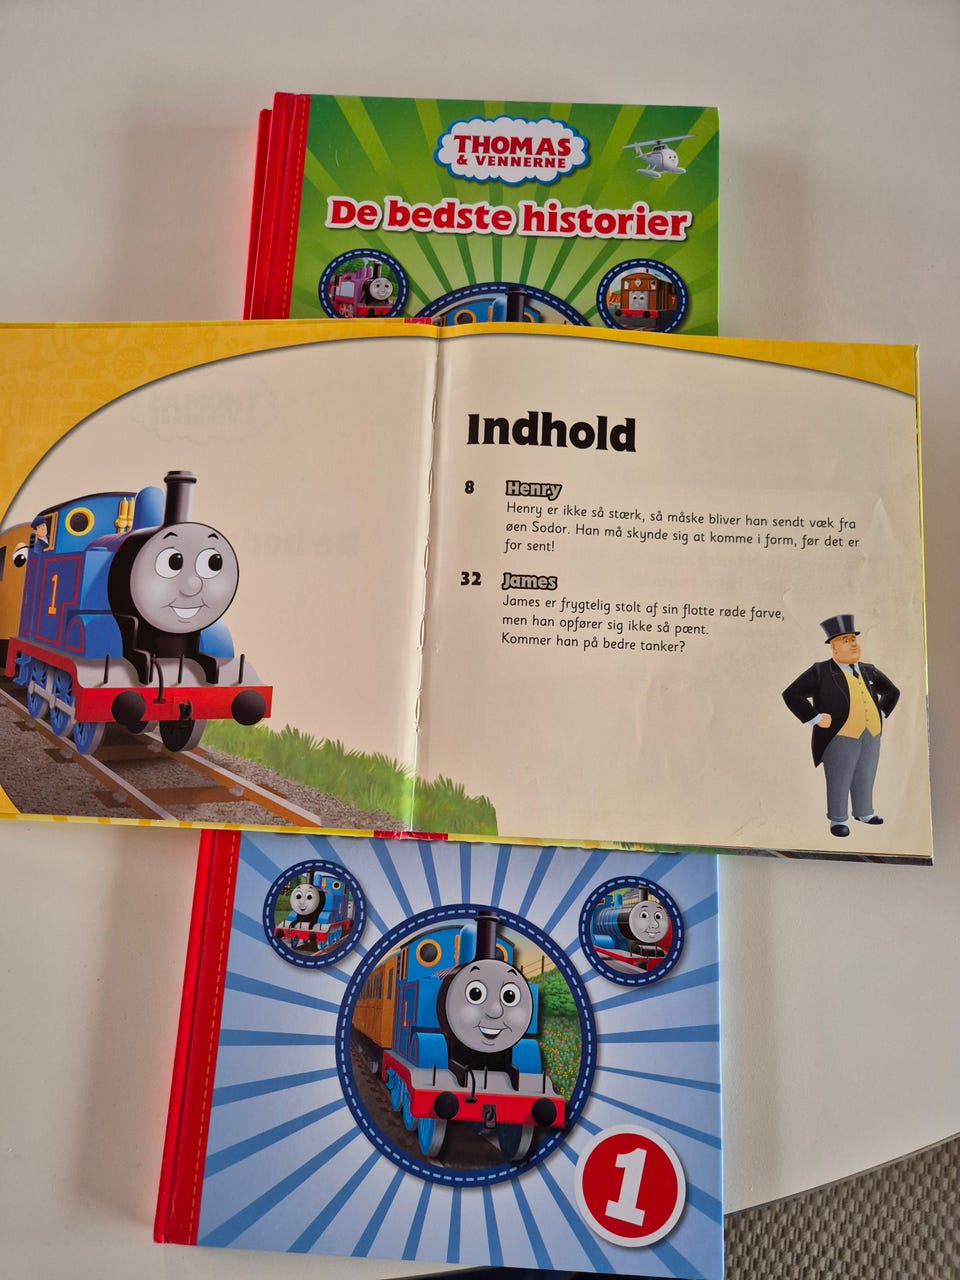 THOMAS
& VENNERNE
De bedste historier
Indhold
8 Henry
Henry er ikke så stærk, så måske bliver han sendt væk fra
øen Sodor. Han må skynde sig at komme i form, før det er
for sent!
32 James
James er frygtelig stolt af sin flotte røde farve,
men han opfører sig ikke så pænt.
Kommer han på bedre tanker?
1
1